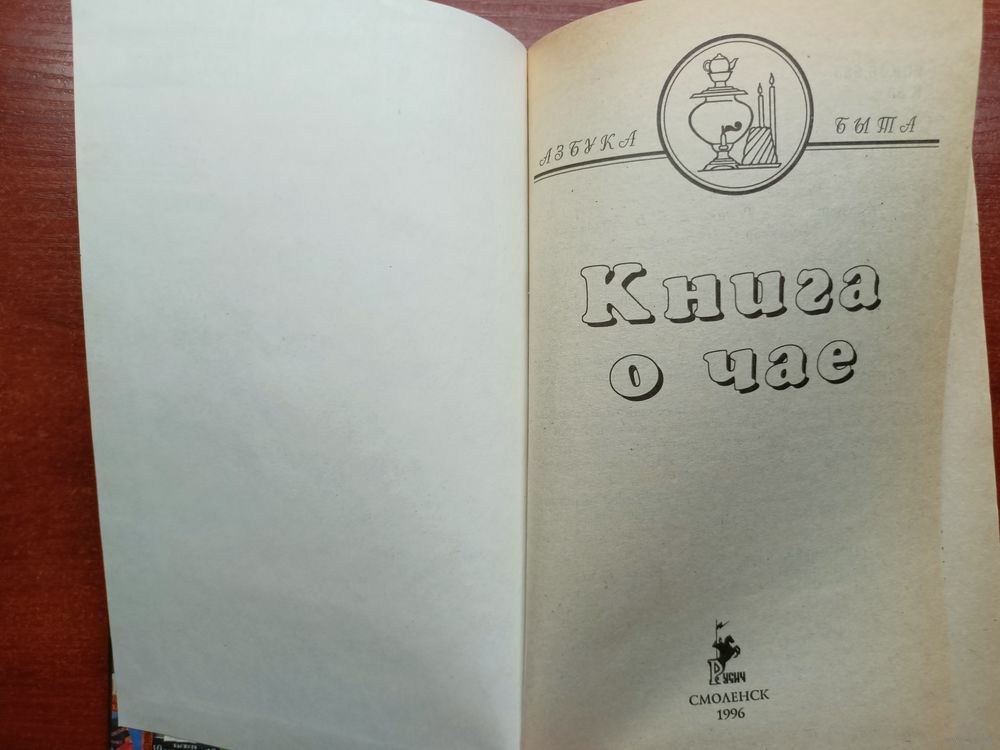 АЗБУКА БЫТА
Книга
о чае
Русич
СМОЛЕНСК
1996